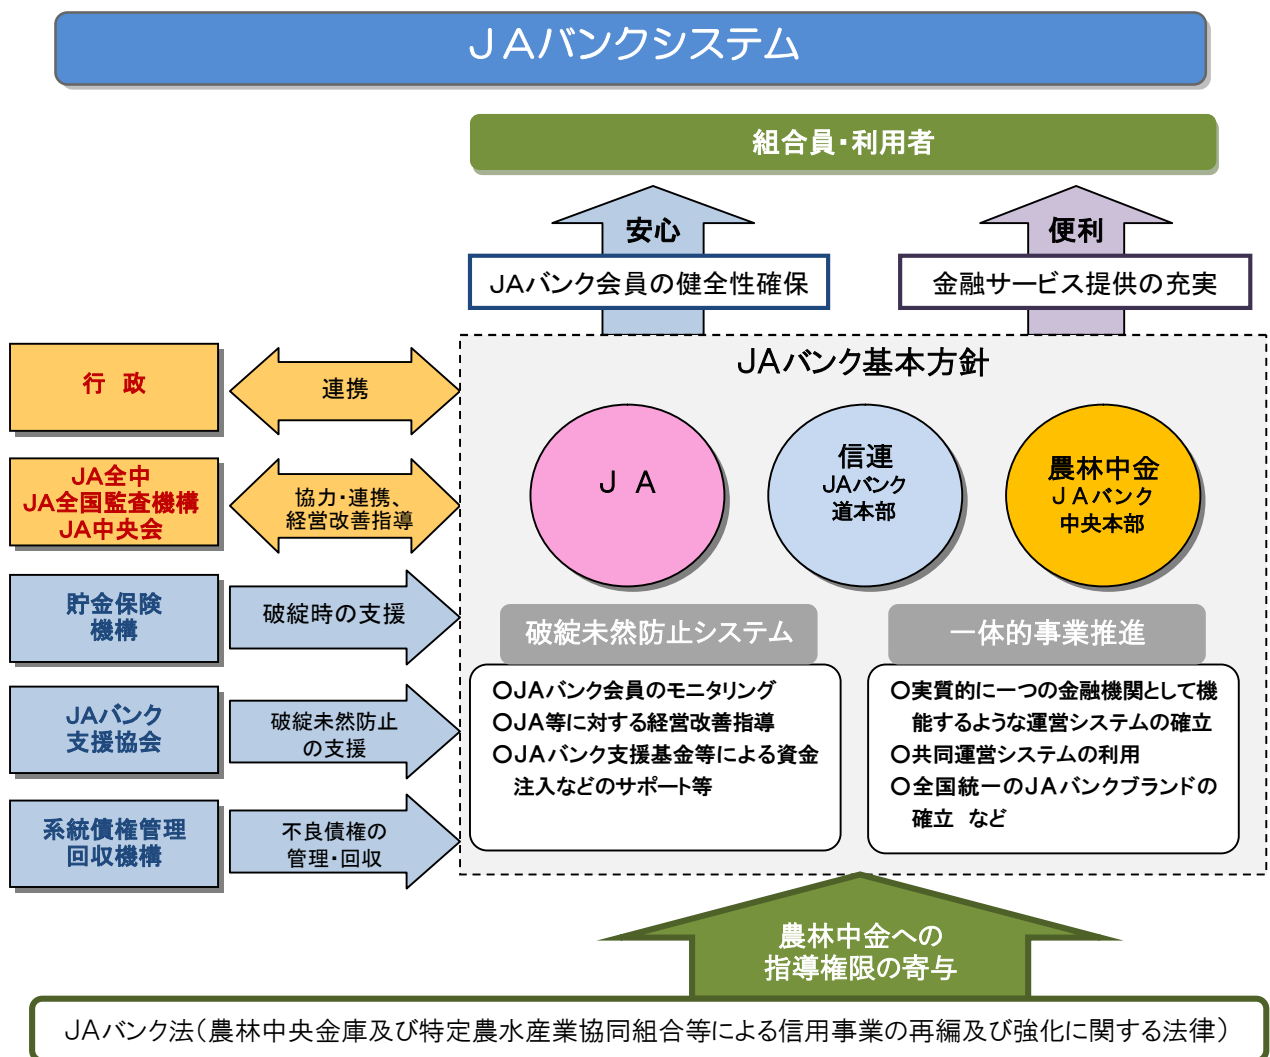 JAバンクシステム
組合員・利用者
安心
JAバンク会員の健全性確保
便利
金融サービス提供の充実
行 政
連携
JA全中
JA全国監査機構
JA中央会
協力・連携、
経営改善指導
貯金保険
機構
破綻時の支援
JAバンク
支援協会
破綻未然防止
の支援
系統債権管理
回収機構
不良債権の
管理・回収
JAバンク基本方針
J A
信連
JAバンク
道本部
農林中金
JAバンク
中央本部
破綻未然防止システム
○JAバンク会員のモニタリング
○JA等に対する経営改善指導
○JAバンク支援基金等による資金
注入などのサポート等
一体的事業推進
○実質的に一つの金融機関として機
能するような運営システムの確立
○共同運営システムの利用
○全国統一のJAバンクブランドの
確立 など
農林中金への
指導権限の寄与
JAバンク法(農林中央金庫及び特定農水産業協同組合等による信用事業の再編及び強化に関する法律)